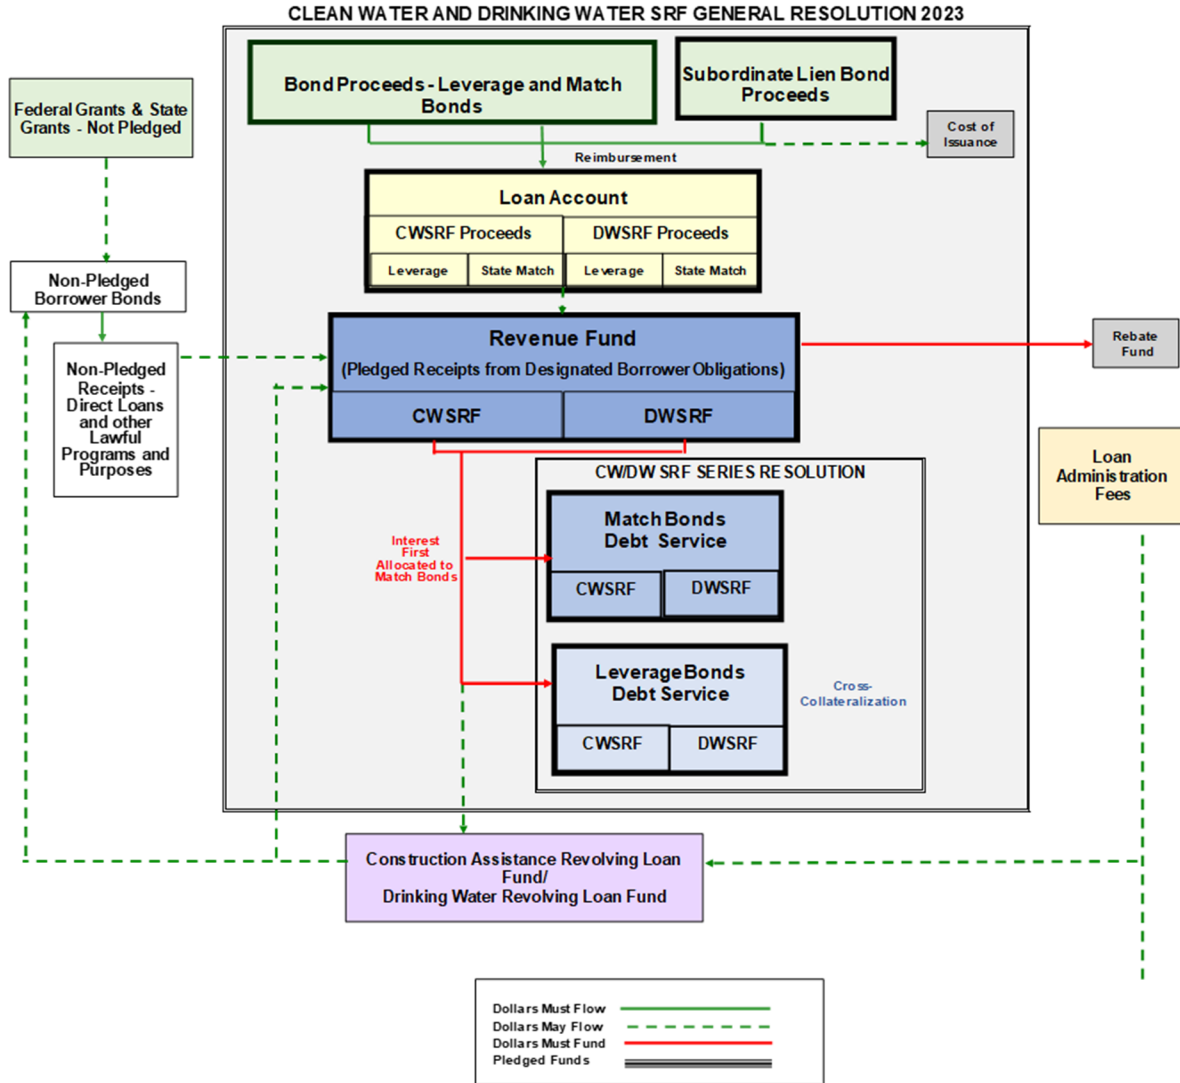 CLEAN WATER AND DRINKING WATER SRF GENERAL RESOLUTION 2023
Bond Proceeds - Leverage and Match
Bonds
Subordinate Lien Bond
Proceeds
Federal Grants & State
Grants - Not Pledged
Cost of
Issuance
Reimbursement
Loan Account
CWSRF Proceeds
DWSRF Proceeds
Leverage
State Match
Leverage
State Match
Non-Pledged
Borrower Bonds
Revenue Fund
(Pledged Receipts from Designated Borrower Obligations)
CWSRF
DWSRF
Rebate
Fund
Non-Pledged
Receipts -
Direct Loans
and other
Lawful
Programs and
Purposes
Loan
Administration
Fees
CW/DW SRF SERIES RESOLUTION
Match Bonds
Debt Service
CWSRF
DWSRF
Interest
First
Allocated to
Match Bonds
Leverage Bonds
Debt Service
CWSRF
DWSRF
Cross-
Collateralization
Construction Assistance Revolving Loan
Fund/
Drinking Water Revolving Loan Fund
Dollars Must Flow
Dollars May Flow
Dollars Must Fund
Pledged Funds